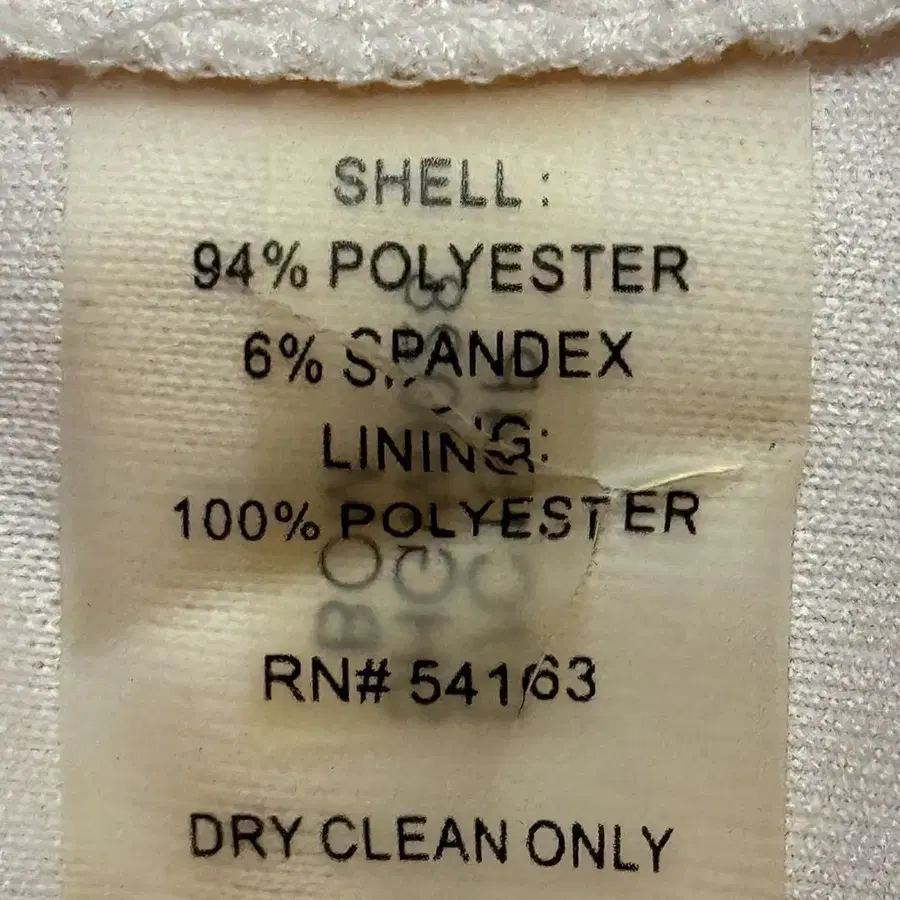 SHELL:
94% POLYESTER
6% SPANDEX
LINING:
100% POLYESTER
RN# 54163
DRY CLEAN ONLY